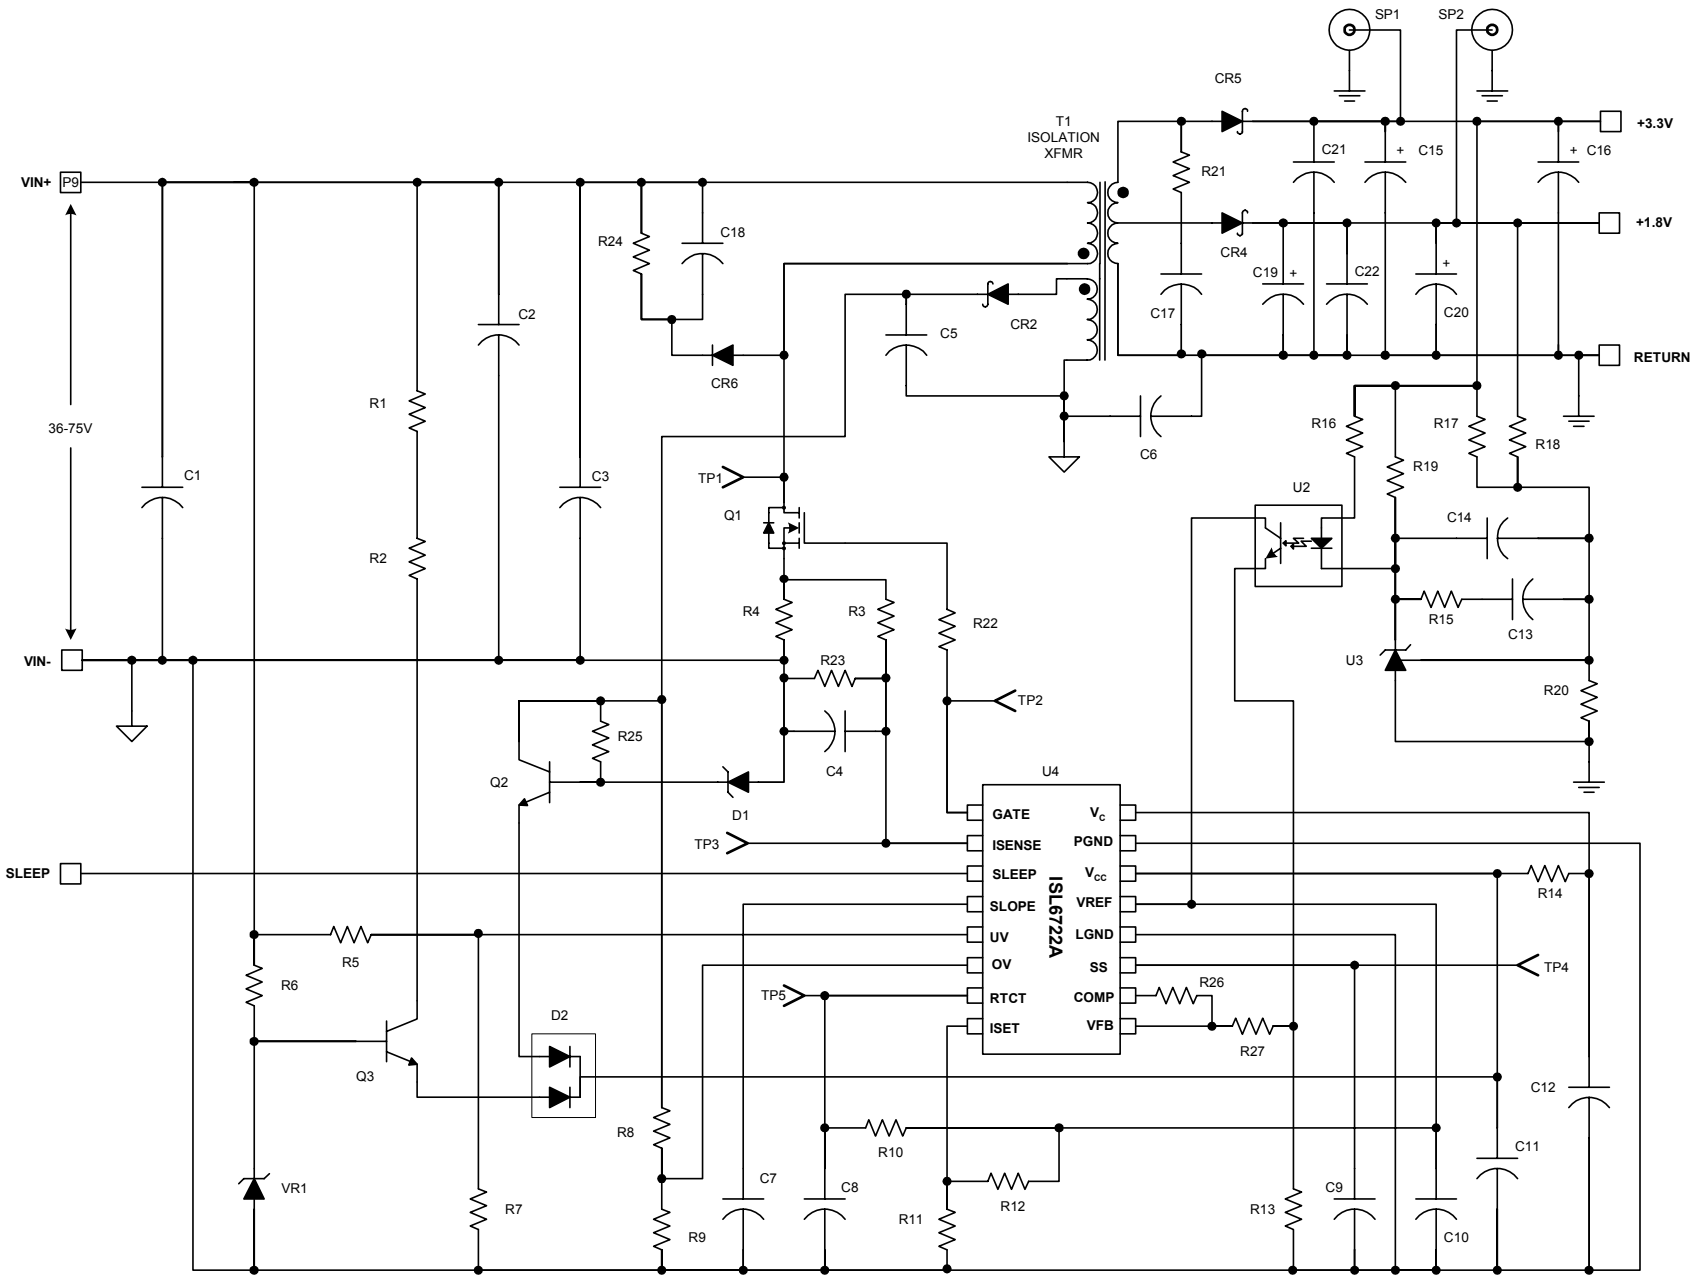 SP1
SP2
CR5
T1
ISOLATION
XFMR
+3.3V
C21
+
C15
+
C16
R21
VIN+
P9
+1.8V
R24
C18
CR4
C19
+
C22
+
C20
C17
C2
CR2
C5
RETURN
CR6
R1
36-75V
R16
R17
R18
C6
R19
C1
C3
TP1
U2
Q1
C14
R2
R4
R3
R22
R15
C13
VIN-
R23
U3
R20
TP2
R25
C4
Q2
U4
D1
GATE
VC
TP3
ISENSE
PGND
SLEEP
SLEEP
VCC
R14
SLOPE
VREF
ISL6722A
UV
LGND
R5
OV
SS
TP4
R6
TP5
RTCT
COMP
R26
D2
ISET
VFB
R27
Q3
C12
R8
R10
C11
VR1
C7
C8
R12
C9
R7
R11
R13
R9
C10